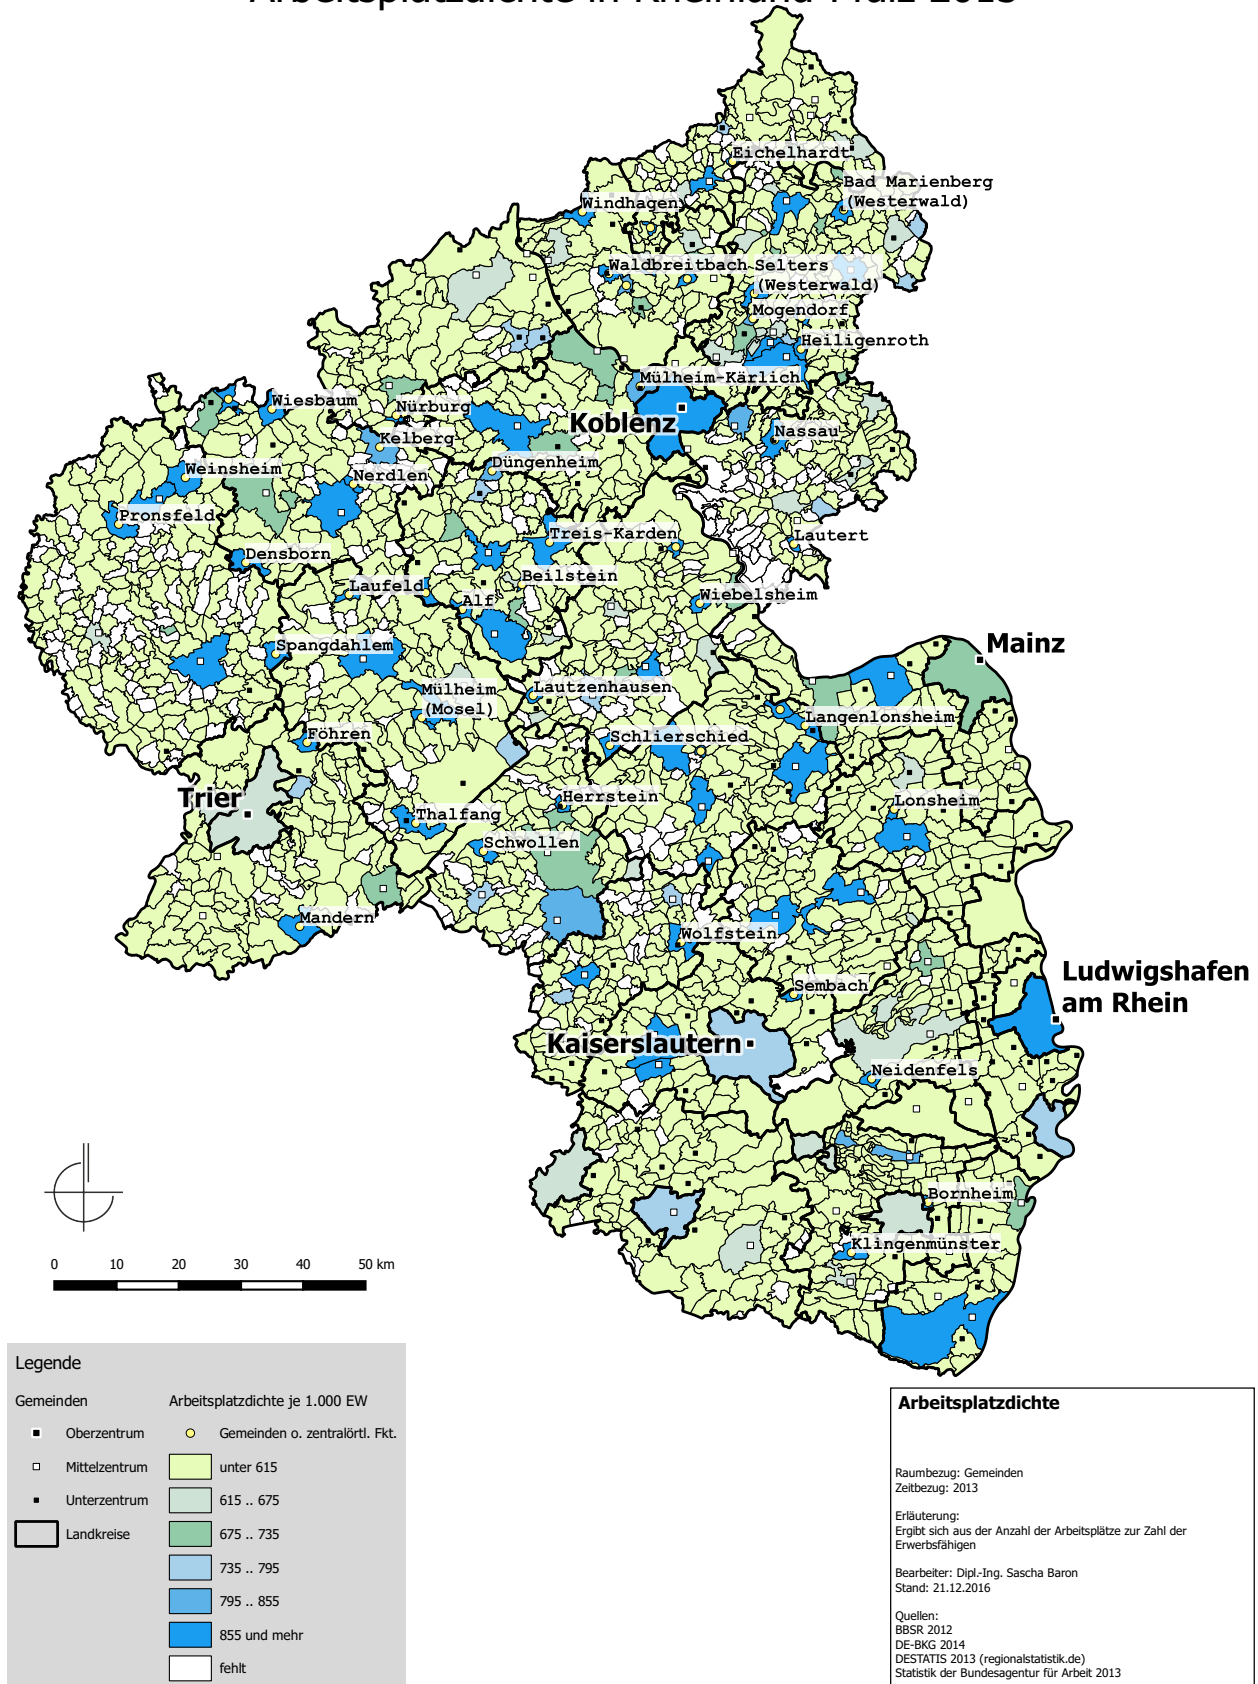 Arbeitsplatzdichte in Rheinland-Pfalz 2013
Eichelhardt
Bad Marienberg
(Westerwald)
Windhagen
Waldbreitbach
Selters
(Westerwald)
Mogendorf
Heiligenroth
Mülheim-Kärlich
Wiesbaum
Nürburg
Koblenz
Kelberg
Nassau
Weinsheim
Düngenheim
Nerdlen
Pronsfeld
Treis-Karden
Lautert
Densborn
Beilstein
Laufeld
Alf
Wiebelsheim
Mainz
Spangdahlem
Mülheim
(Mosel)
Lautzenhausen
Langenlonsheim
Föhren
Schlierschied
Trier
Herrstein
Lonsheim
Thalfang
Schwollen
Mandern
Wolfstein
Ludwigshafen
am Rhein
Sembach
Kaiserslautern
Neidenfels
Bornheim
Klingenmünster
0 10 20 30 40 50 km
Legende
Gemeinden
Oberzentrum
Mittelzentrum
Unterzentrum
Landkreise
Arbeitsplatzdichte je 1.000 EW
Gemeinden o. zentralörtl. Fkt.
unter 615
615 .. 675
675 .. 735
735 .. 795
795 .. 855
855 und mehr
fehlt
Arbeitsplatzdichte
Raumbezug: Gemeinden
Zeitbezug: 2013
Erläuterung:
Ergibt sich aus der Anzahl der Arbeitsplätze zur Zahl der
Erwerbsfähigen
Bearbeiter: Dipl.-Ing. Sascha Baron
Stand: 21.12.2016
Quellen:
BBSR 2012
DE-BKG 2014
DESTATIS 2013 (regionalstatistik.de)
Statistik der Bundesagentur für Arbeit 2013